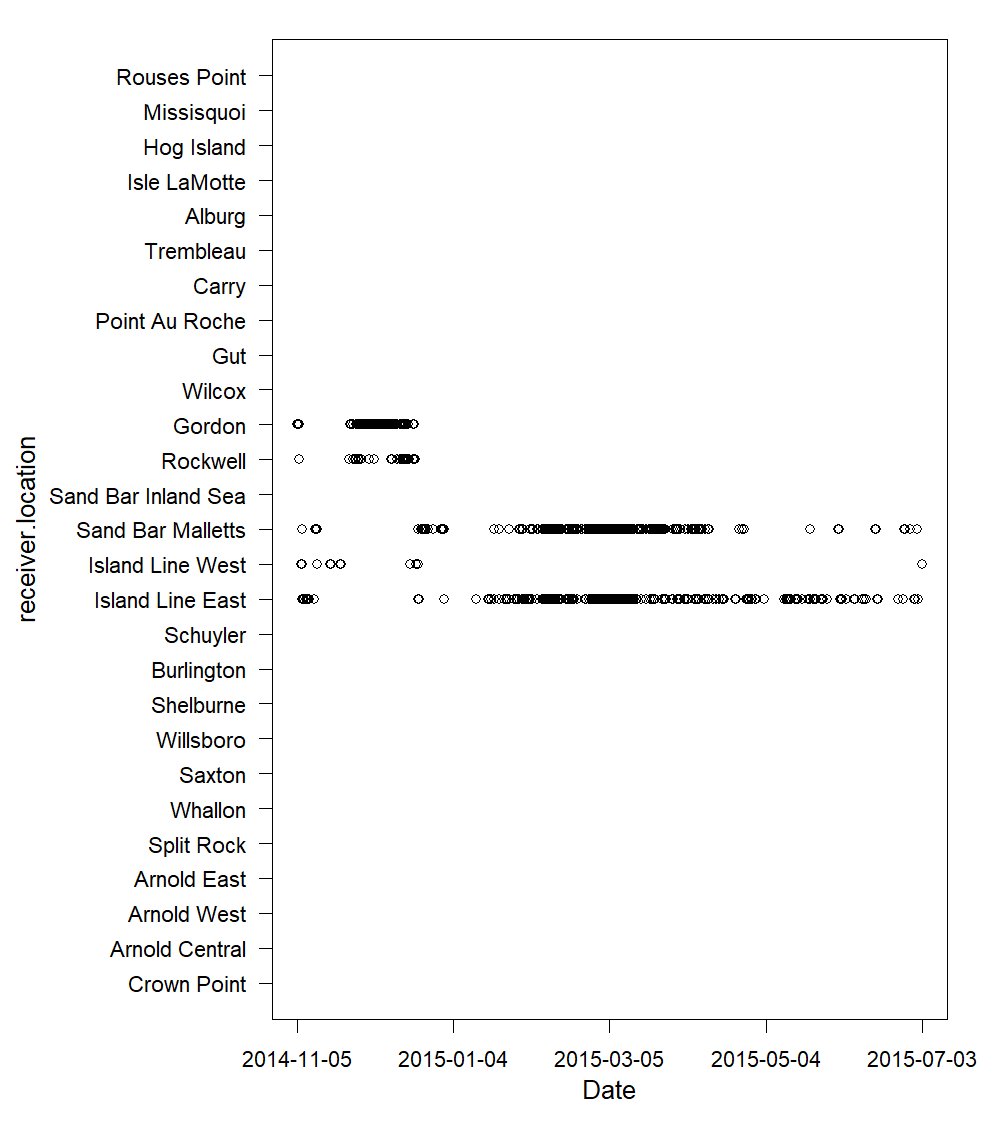 Rouses Point
Missisquoi
Hog Island
Isle LaMotte
Alburg
Trembleau
Carry
Point Au Roche
Gut
Wilcox
Gordon
Rockwell
Sand Bar Inland Sea
Sand Bar Malletts
Island Line West
Island Line East
Schuyler
Burlington
Shelburne
Willsboro
Saxton
Whallon
Split Rock
Arnold East
Arnold West
Arnold Central
Crown Point
receiver.location
2014-11-05 2015-01-04 2015-03-05 2015-05-04 2015-07-03
Date